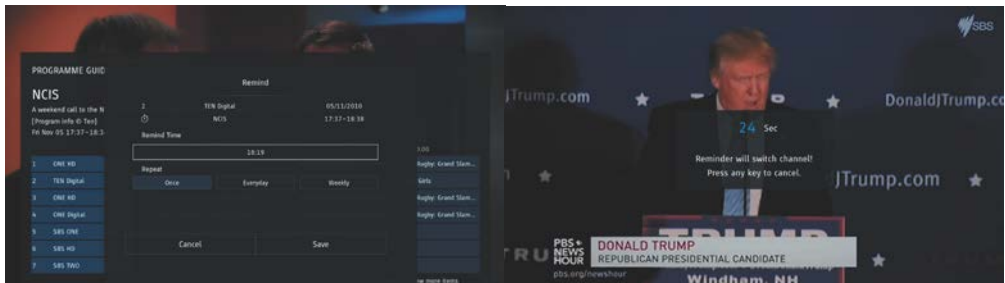 PROGRAMME GUID
NCIS
A weekend call to the N
[Program info © Ten]
Fri Nov 05 17:37~18:3
1 ONE HD
2 TEN Digital
3 ONE HD
4 ONE Digital
5 SBS ONE
6 SBS HD
7 SBS TWO
Remind
2 TEN Digital 05/11/2010
NCIS 17:37~18:38
Remind Time
18:19
Repeat
Once Everyday Weekly
Cancel Save
Rugby: Grand Slam...
Girls
Rugby: Grand Slam...
Rugby: Grand Slam...
SBS
JTrump.com
DonaldJTrump.co
24 Sec
Reminder will switch channel!
Press any key to cancel.
JTrump.com
TRUMP
PBS NEWS HOUR
DONALD TRUMP
REPUBLICAN PRESIDENTIAL CANDIDATE
pbs.org/newshour
Windham, NH